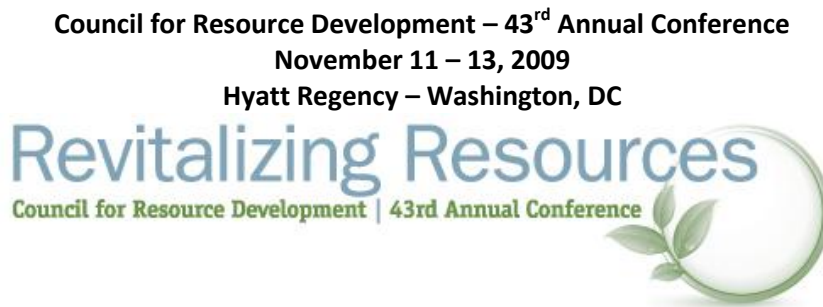 Council for Resource Development – 43rd Annual Conference
November 11 – 13, 2009
Hyatt Regency – Washington, DC
Revitalizing Resources
Council for Resource Development | 43rd Annual Conference